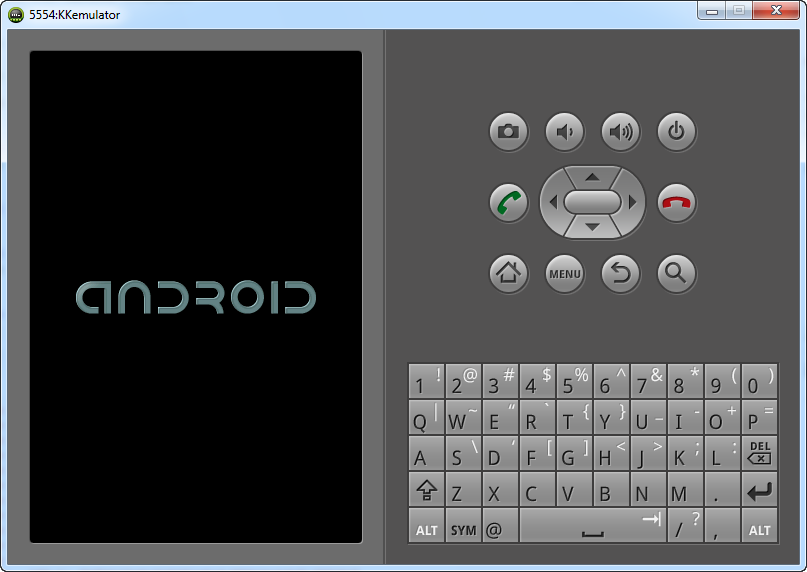 5554:KKemulator
ANDROID
MENU
1 ! 2 @ 3 # 4 $ 5 % 6 ^ 7 & 8 * 9 ( 0 )
Q | W ~ E “ R ` T { Y } U _ I - O + P =
A S \ D ‘ F [ G ] H < J > K ; L : DEL
Z X C V B N M .
ALT SYM @ / ? , ALT